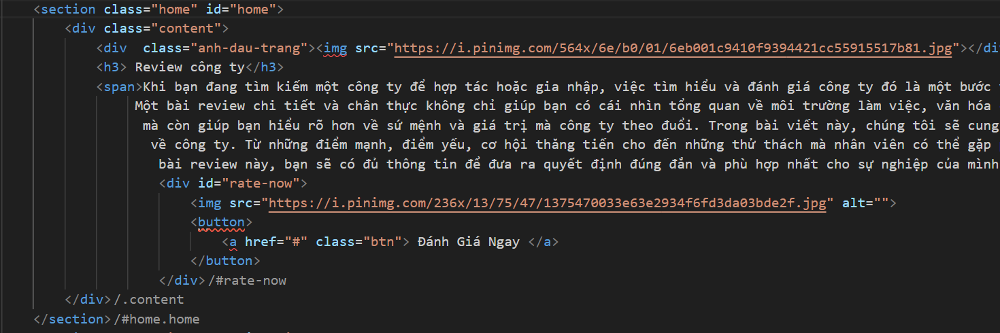 <section class="home" id="home">
<div class="content">
<div  class="anh-dau-trang"><img src="https://i.pinimg.com/564x/6e/b0/01/6eb001c9410f9394421cc55915517b81.jpg"></di
<h3> Review công ty</h3>
<span>Khi bạn đang tìm kiếm một công ty để hợp tác hoặc gia nhập, việc tìm hiểu và đánh giá công ty đó là một bước
Một bài review chi tiết và chân thực không chỉ giúp bạn có cái nhìn tổng quan về môi trường làm việc, văn hóa
mà còn giúp bạn hiểu rõ hơn về sứ mệnh và giá trị mà công ty theo đuổi. Trong bài viết này, chúng tôi sẽ cung
về công ty. Từ những điểm mạnh, điểm yếu, cơ hội thăng tiến cho đến những thử thách mà nhân viên có thể gặp
bài review này, bạn sẽ có đủ thông tin để đưa ra quyết định đúng đắn và phù hợp nhất cho sự nghiệp của mình
<div id="rate-now">
<img src="https://i.pinimg.com/236x/13/75/47/1375470033e63e2934f6fd3da03bde2f.jpg" alt="">
<button>
<a href="#" class="btn"> Đánh Giá Ngay </a>
</button>
</div>/#rate-now
</div>/.content
</section>/#home.home